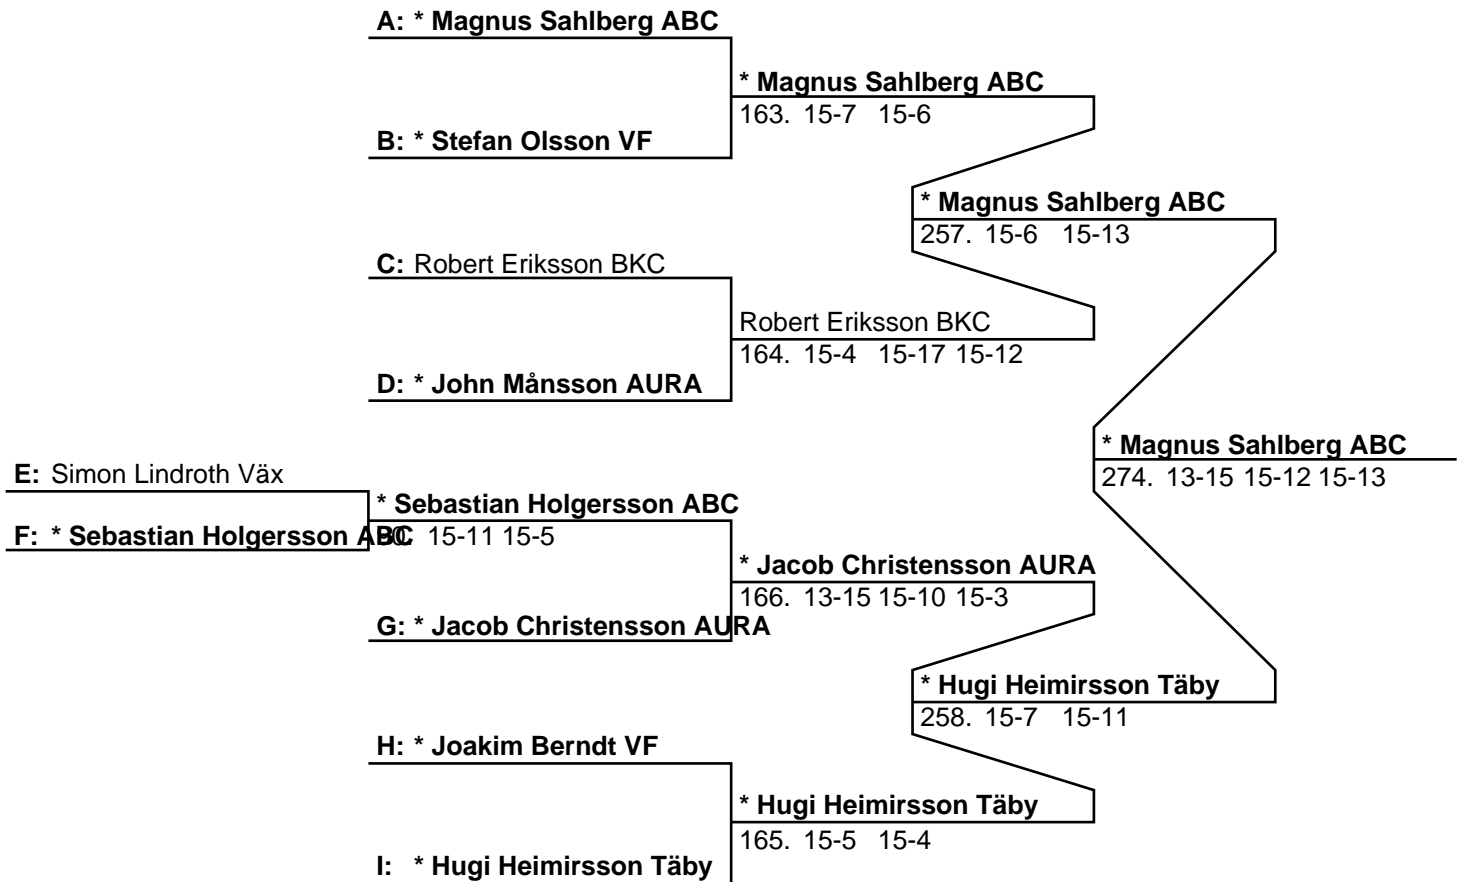 A: * Magnus Sahlberg ABC
* Magnus Sahlberg ABC
163. 15-7 15-6
B: * Stefan Olsson VF
* Magnus Sahlberg ABC
257. 15-6 15-13
C: Robert Eriksson BKC
Robert Eriksson BKC
164. 15-4 15-17 15-12
D: * John Månsson AURA
* Magnus Sahlberg ABC
274. 13-15 15-12 15-13
E: Simon Lindroth Väx
* Sebastian Holgersson ABC
15-11 15-5
F: * Sebastian Holgersson ABC
* Jacob Christensson AURA
166. 13-15 15-10 15-3
G: * Jacob Christensson AURA
* Hugi Heimirsson Täby
258. 15-7 15-11
H: * Joakim Berndt VF
* Hugi Heimirsson Täby
165. 15-5 15-4
I: * Hugi Heimirsson Täby